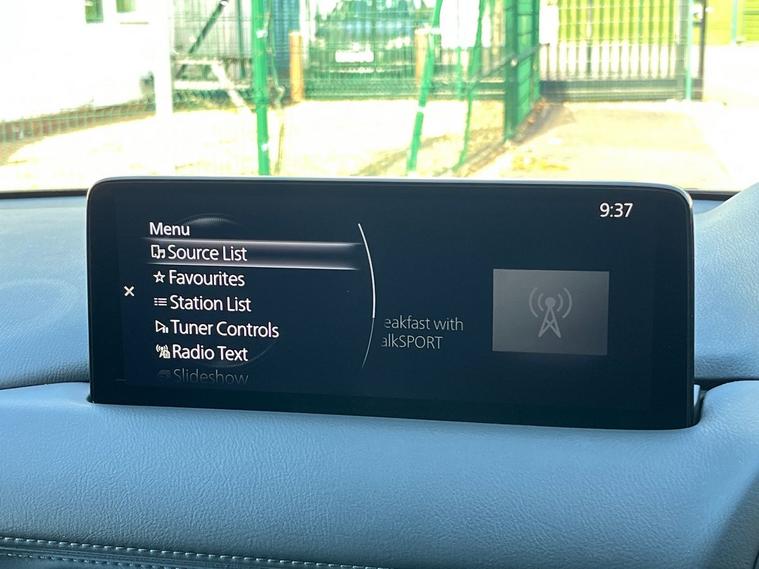 9:37
Menu
Source List
Favourites
Station List
Tuner Controls
Radio Text
Slideshow
eakfast with
alkSPORT